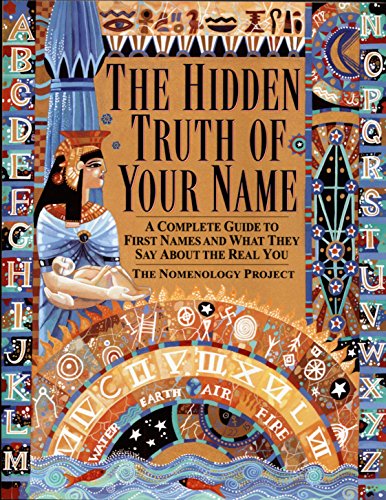 THE HIDDEN
TRUTH OF
YOUR NAME
A COMPLETE GUIDE TO
FIRST NAMES AND WHAT THEY
SAY ABOUT THE REAL YOU
THE NOMENOLOGY PROJECT
WATER EARTH AIR FIRE
A
B
C
D
E
F
G
H
I
J
K
L
M
N
O
P
Q
R
S
T
U
V
W
X
Y
Z